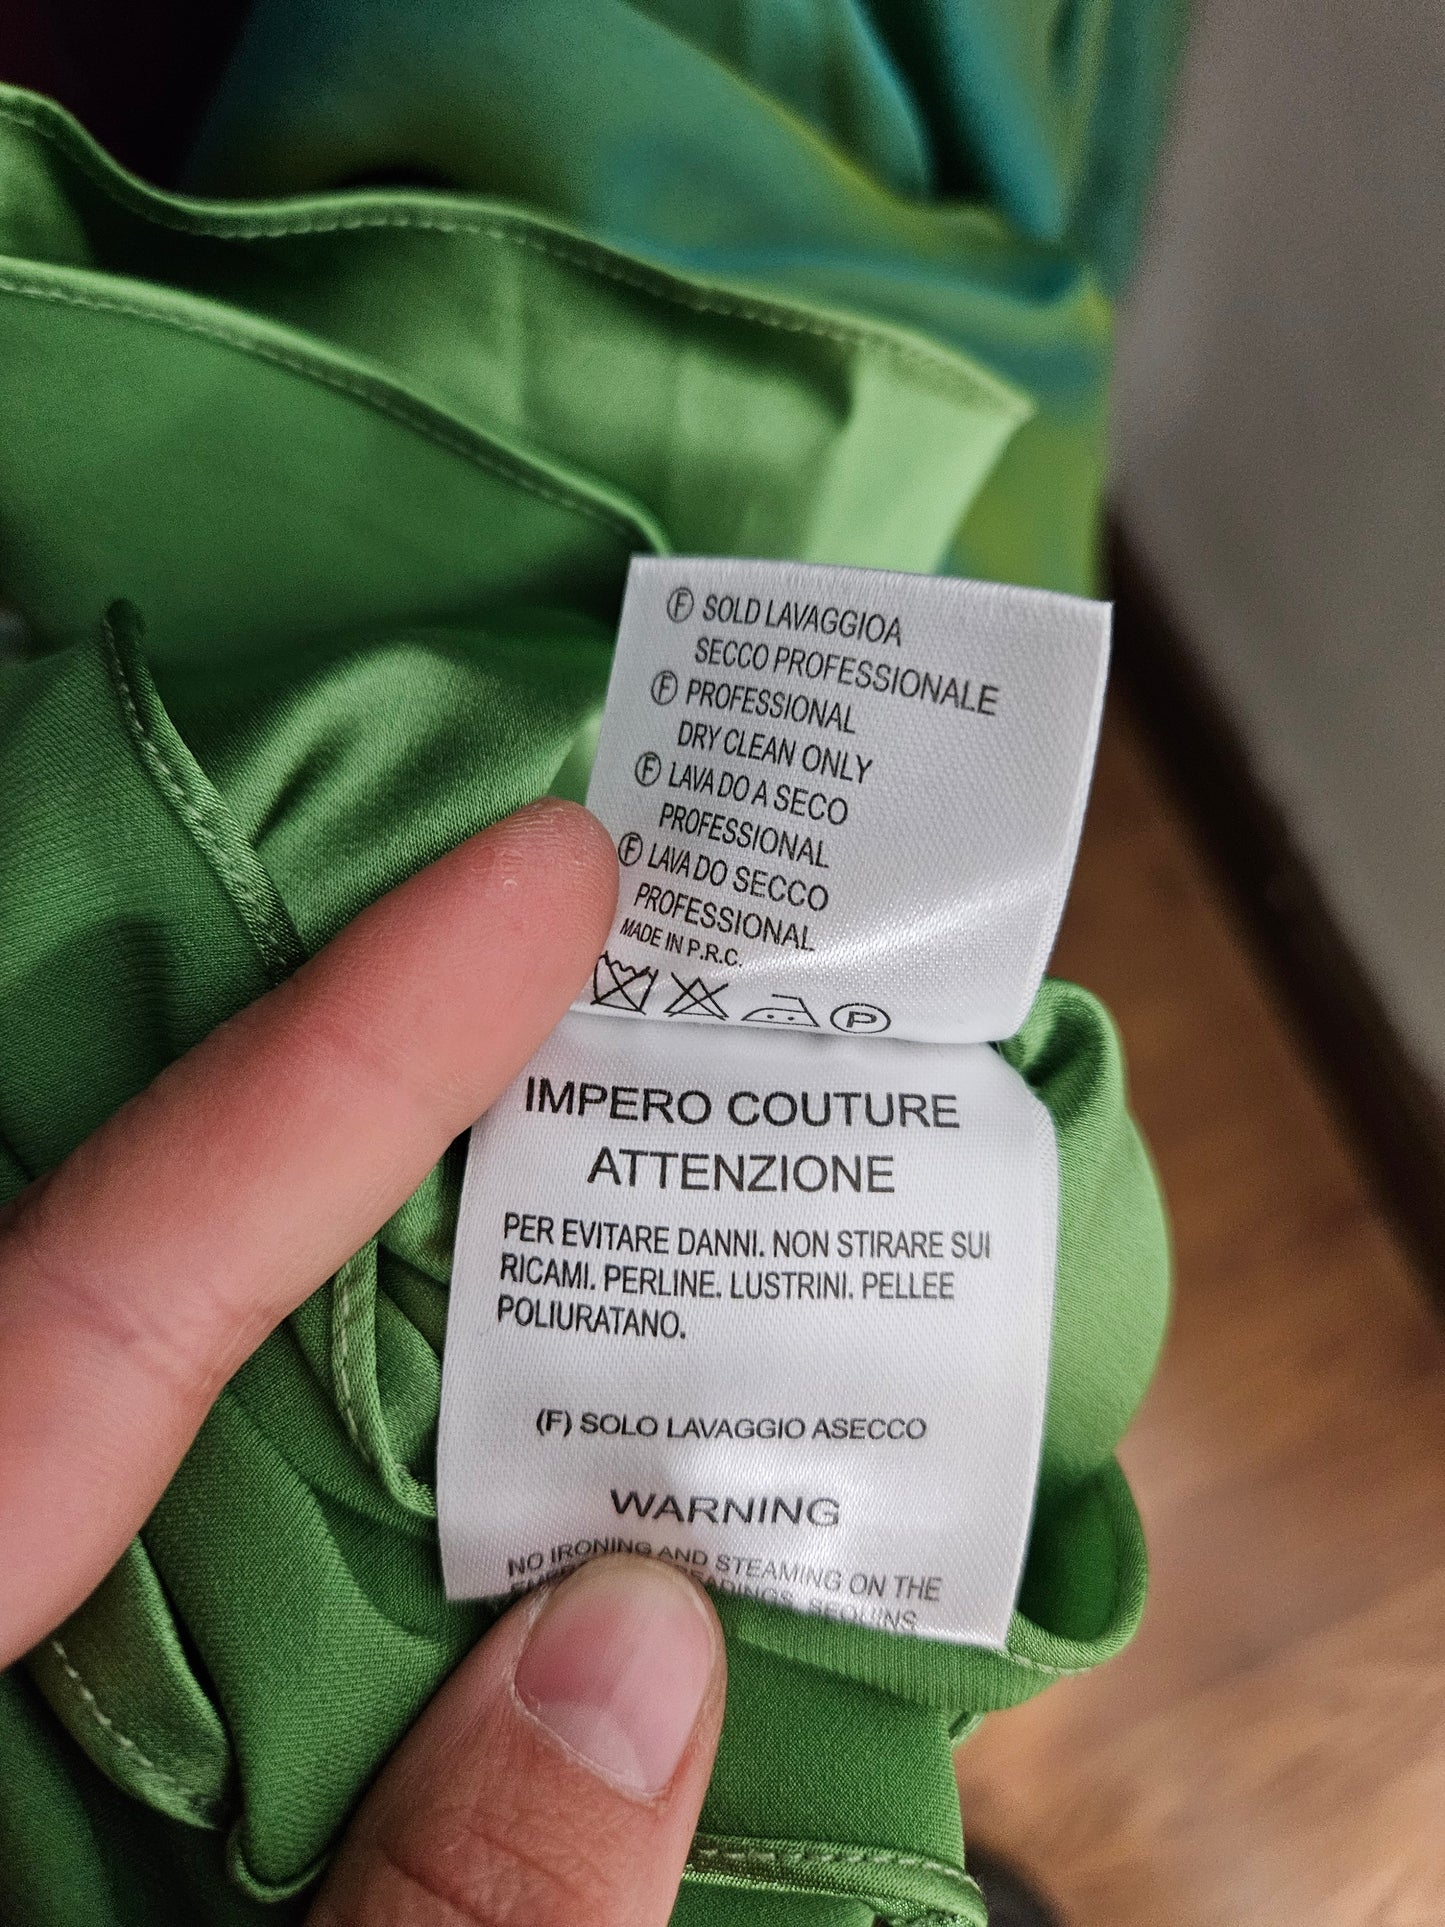 Ⓕ SOLD LAVAGGIOA
SECCO PROFESSIONALE
Ⓕ PROFESSIONAL
DRY CLEAN ONLY
Ⓕ LAVA DO A SECO
PROFESSIONAL
Ⓕ LAVA DO SECCO
PROFESSIONAL
MADE IN P.R.C.
P
IMPERO COUTURE
ATTENZIONE
PER EVITARE DANNI. NON STIRARE SUI
RICAMI. PERLINE. LUSTRINI. PELLEE
POLIURATANO.
(F) SOLO LAVAGGIO ASECCO
WARNING
NO IRONING AND STEAMING ON THE
SEQUINS